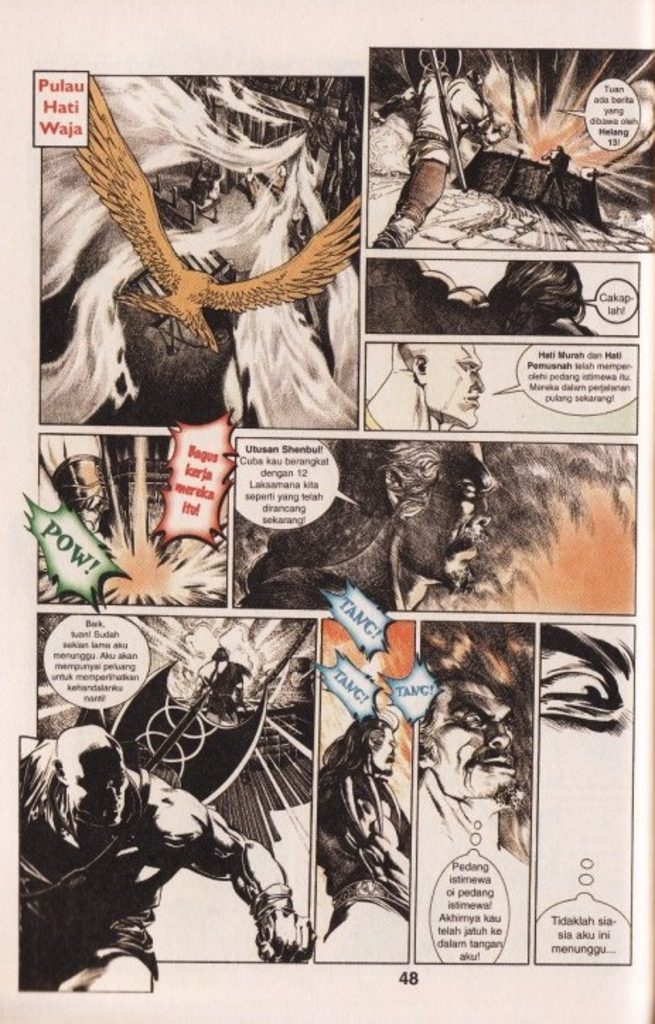 Pulau
Hati
Waja
Tuan
ada berita
yang
dibawa oleh
Helang
13!
Cakap-
lah!
Hati Murah dan Hati
Pemusnah telah memper-
olehi pedang istimewa itu.
Mereka dalam perjalanan
pulang sekarang!
Bagus
kerja
mereka
itu!
POW!
Utusan Shenbul!
Cuba kau berangkat
dengan 12
Laksamana kita
seperti yang telah
dirancang
sekarang!
Baik,
tuan! Sudah
sekian lama aku
menunggu. Aku akan
mempunyai peluang
untuk memperlihatkan
kehandalanku
nanti!
TANG!
TANG!
TANG!
Pedang
istimewa
oi pedang
istimewa!
Akhirnya kau
telah jatuh ke
dalam tangan
aku!
Tidaklah sia-
sia aku ini
menunggu...
48